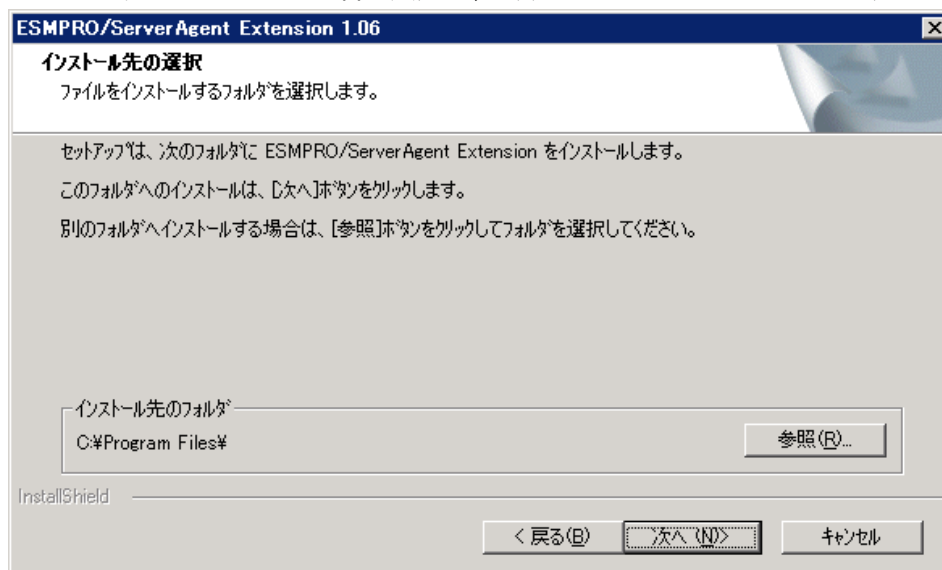 ESMPRO/ServerAgent Extension 1.06
インストール先の選択
ファイルをインストールするフォルダを選択します。
セットアップは、次のフォルダに ESMPRO/ServerAgent Extension をインストールします。
このフォルダへのインストールは、[次へ]ボタンをクリックします。
別のフォルダへインストールする場合は、[参照]ボタンをクリックしてフォルダを選択してください。
インストール先のフォルダ
C:¥Program Files¥
参照(R)...
InstallShield
< 戻る(B)
次へ (N)>
キャンセル